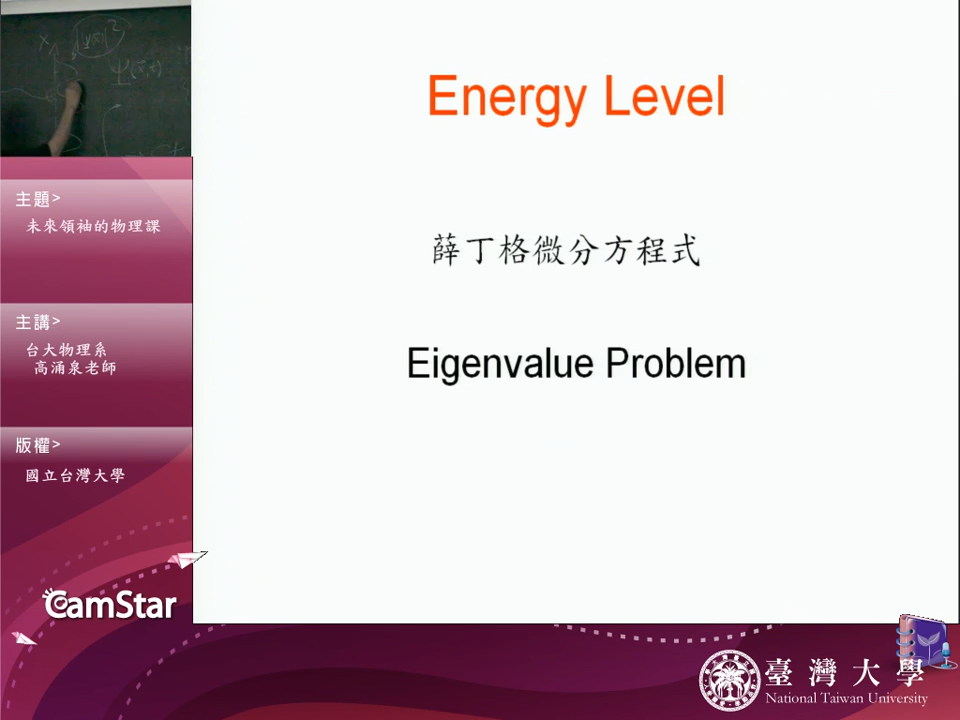 主題>
未來領袖的物理課
主講>
台大物理系
高涌泉老師
版權>
國立台灣大學
CamStar
Energy Level
薛丁格微分方程式
Eigenvalue Problem
臺灣大學
National Taiwan University